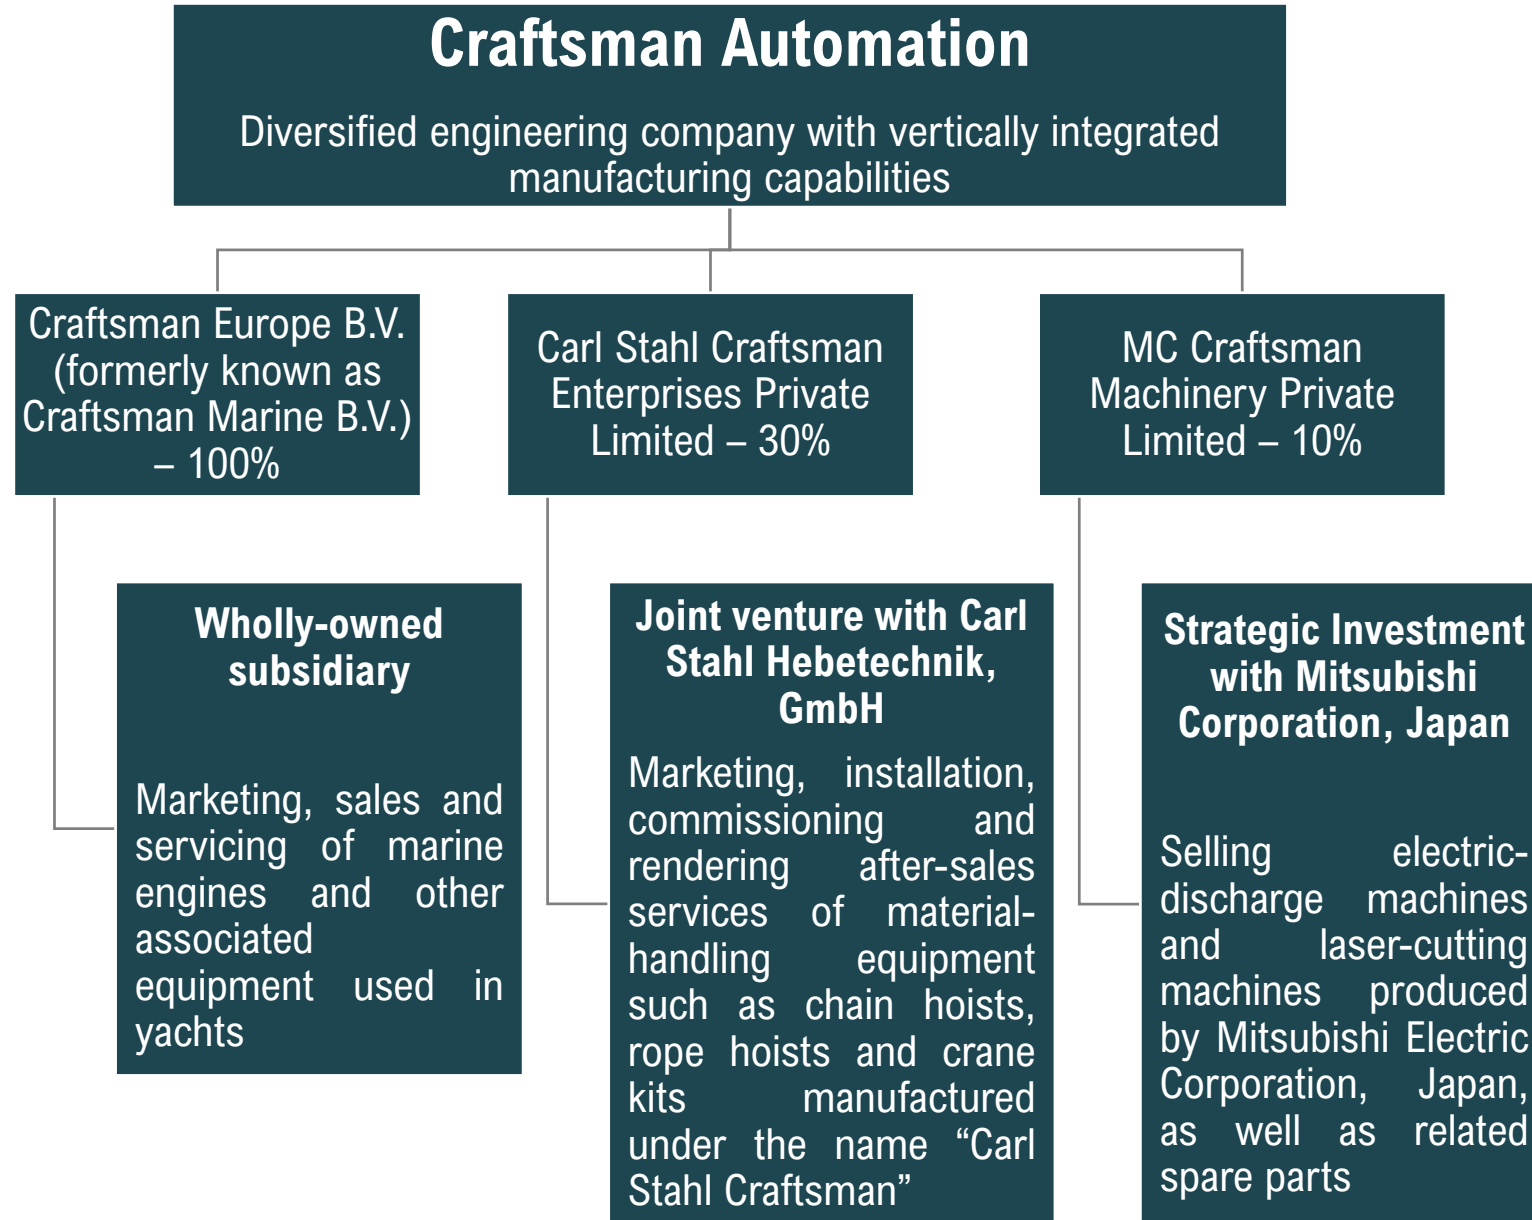 Craftsman Automation
Diversified engineering company with vertically integrated
manufacturing capabilities
Craftsman Europe B.V.
(formerly known as
Craftsman Marine B.V.)
– 100%
Carl Stahl Craftsman
Enterprises Private
Limited – 30%
MC Craftsman
Machinery Private
Limited – 10%
Wholly-owned
subsidiary
Marketing, sales and
servicing of marine
engines and other
associated
equipment used in
yachts
Joint venture with Carl
Stahl Hebetechnik,
GmbH
Marketing, installation,
commissioning and
rendering after-sales
services of material-
handling equipment
such as chain hoists,
rope hoists and crane
kits manufactured
under the name “Carl
Stahl Craftsman”
Strategic Investment
with Mitsubishi
Corporation, Japan
Selling electric-
discharge machines
and laser-cutting
machines produced
by Mitsubishi Electric
Corporation, Japan,
as well as related
spare parts